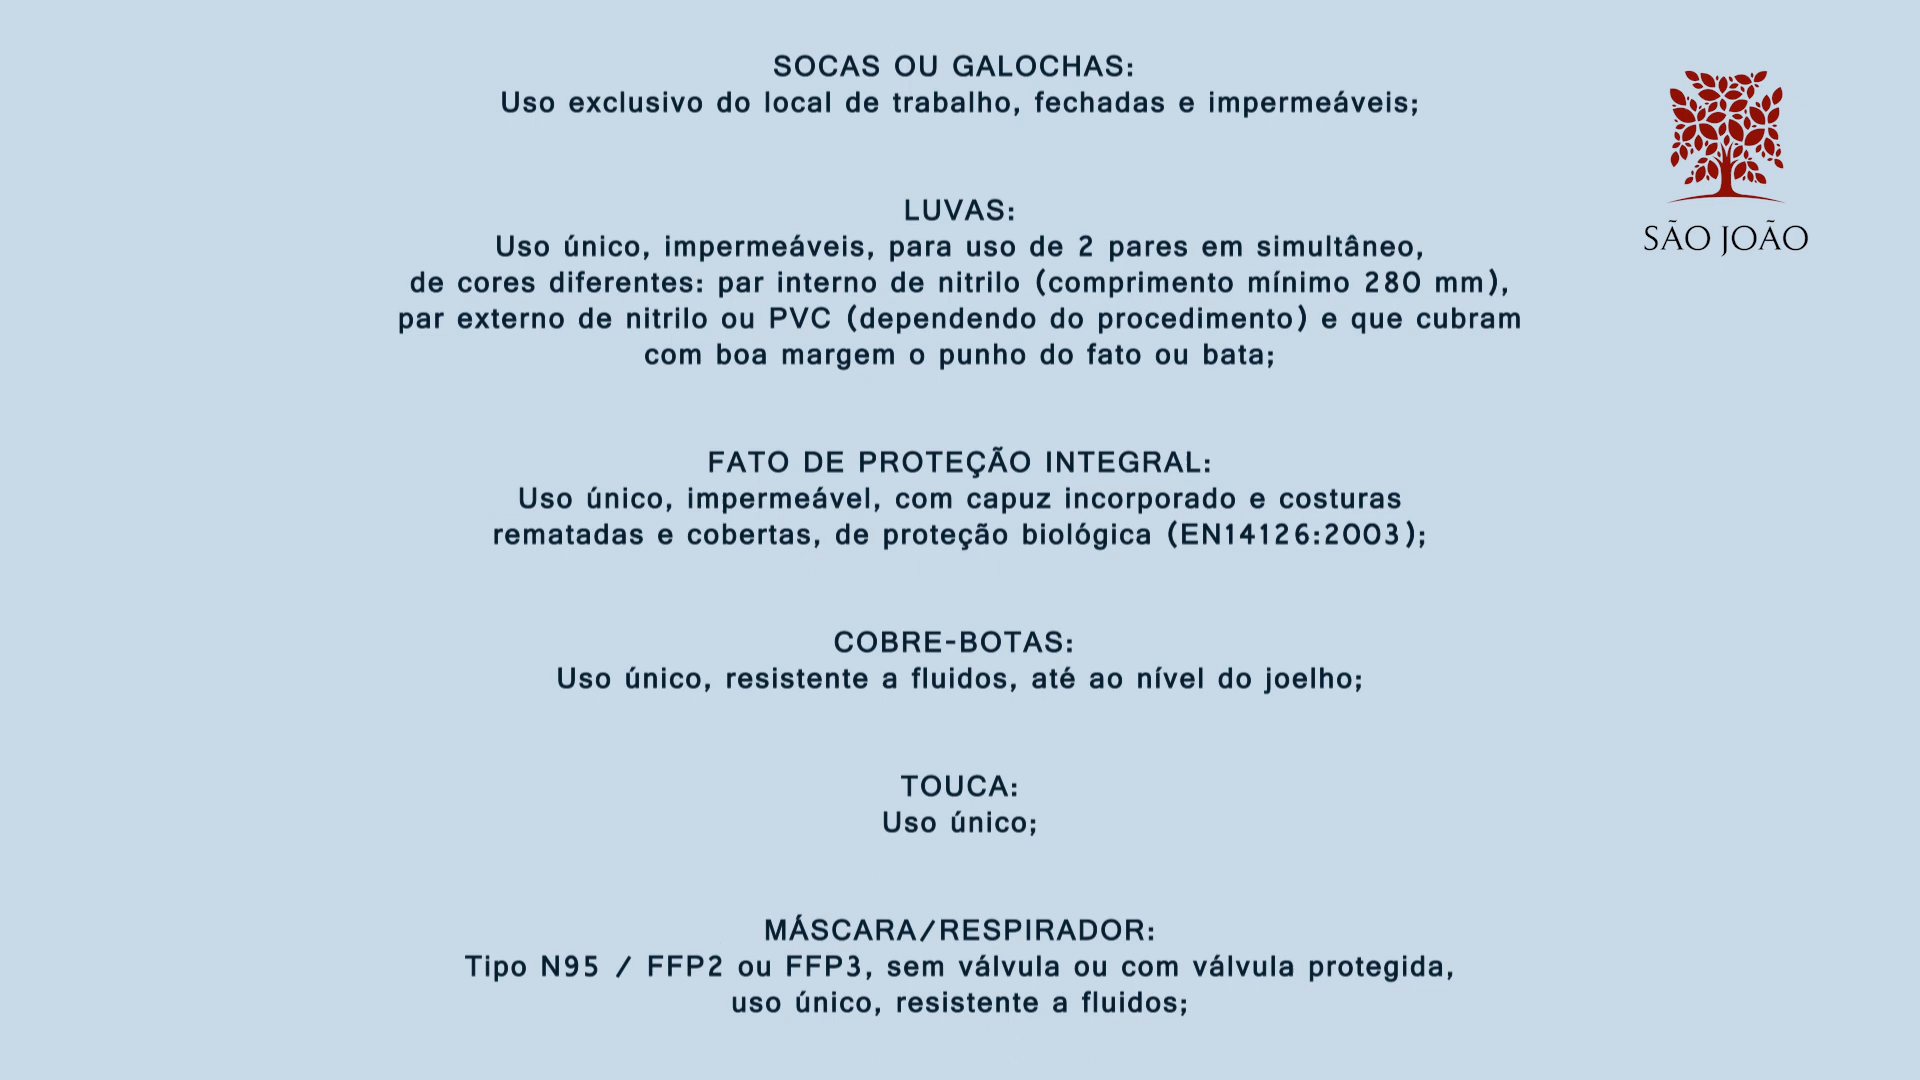 SOCAS OU GALOCHAS:
Uso exclusivo do local de trabalho, fechadas e impermeáveis;
SÃO JOÃO
LUVAS:
Uso único, impermeáveis, para uso de 2 pares em simultâneo,
de cores diferentes: par interno de nitrilo (comprimento mínimo 280 mm),
par externo de nitrilo ou PVC (dependendo do procedimento) e que cubram
com boa margem o punho do fato ou bata;
FATO DE PROTEÇÃO INTEGRAL:
Uso único, impermeável, com capuz incorporado e costuras
rematadas e cobertas, de proteção biológica (EN14126:2003);
COBRE-BOTAS:
Uso único, resistente a fluidos, até ao nível do joelho;
TOUCA:
Uso único;
MÁSCARA/RESPIRADOR:
Tipo N95 / FFP2 ou FFP3, sem válvula ou com válvula protegida,
uso único, resistente a fluidos;